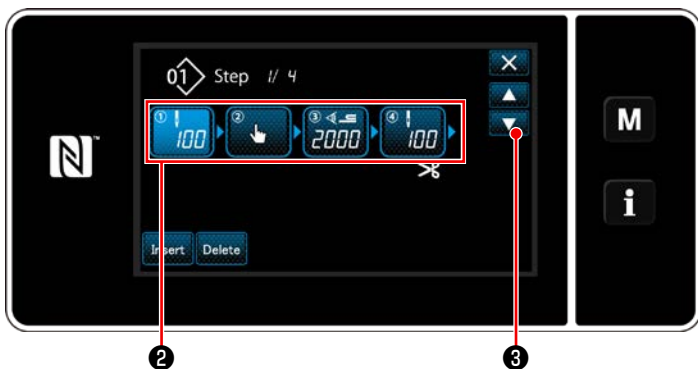 01 Step 1/ 4
① 100 ② ③ 2000 ④ 100
M
i
Insert Delete
❷ ❸